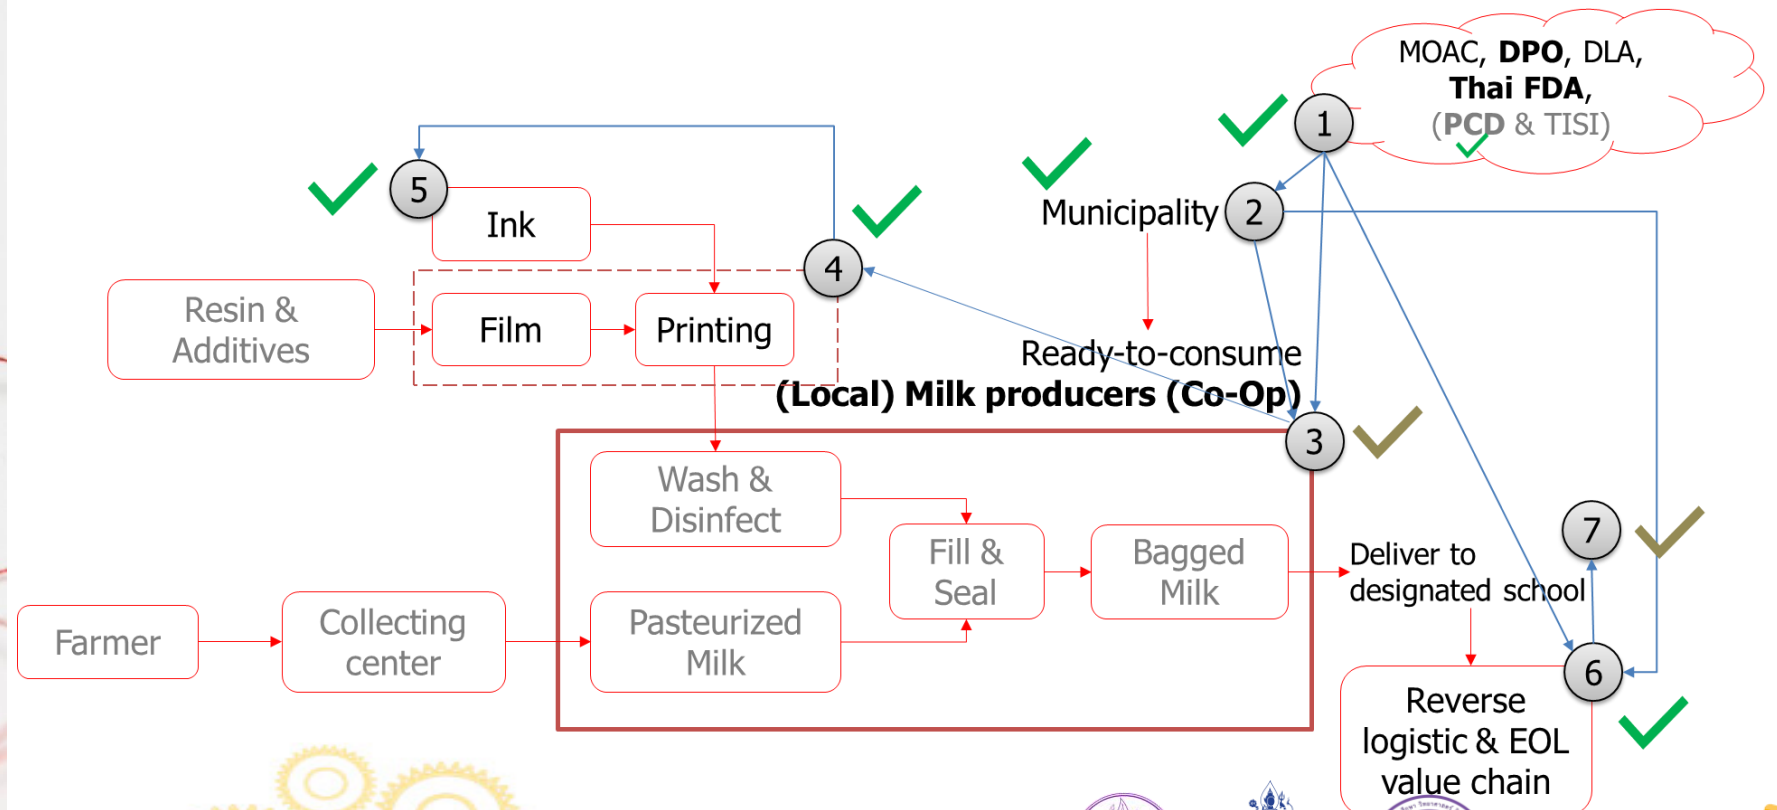 MOAC, DPO, DLA,
Thai FDA,
(PCD & TISI)
1
5
Ink
Municipality
2
4
Resin &
Additives
Film
Printing
Ready-to-consume
(Local) Milk producers (Co-Op)
3
Wash &
Disinfect
Fill &
Seal
Bagged
Milk
7
Deliver to
designated school
Farmer
Collecting
center
Pasteurized
Milk
6
Reverse
logistic & EOL
value chain